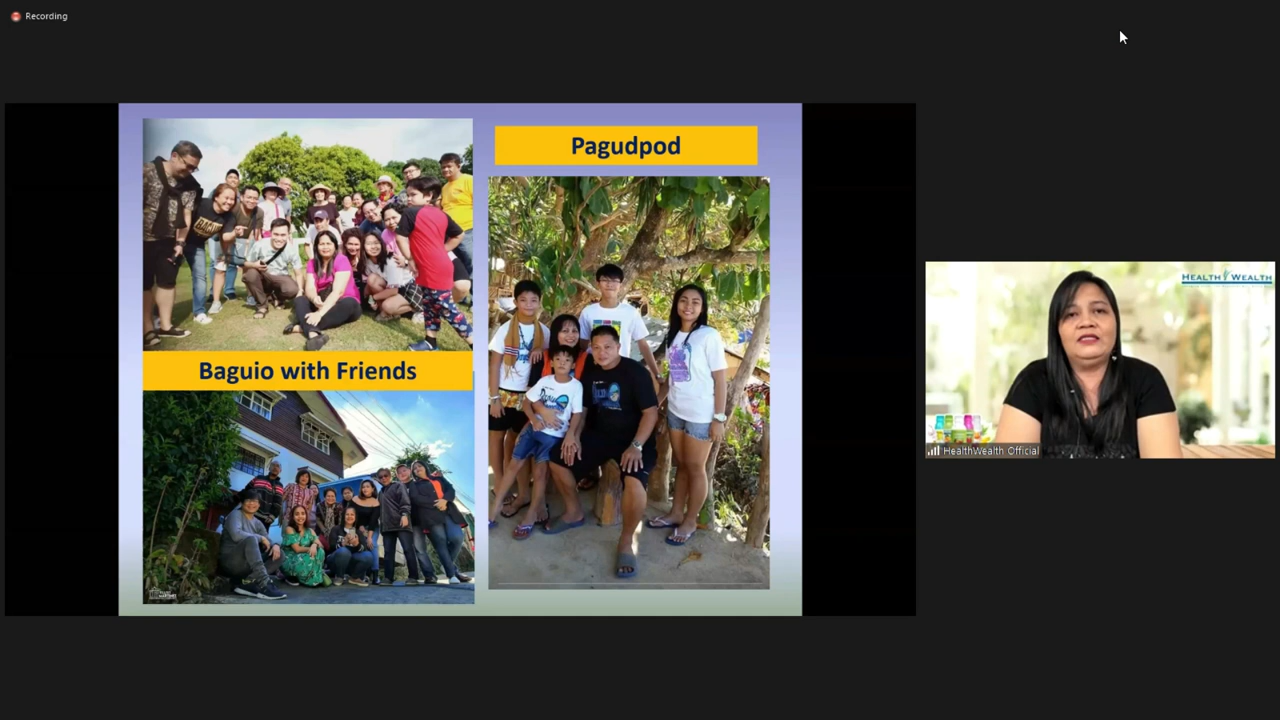 Recording
Pagudpod
Baguio with Friends
HEALTH WEALTH
HealthWealth Official